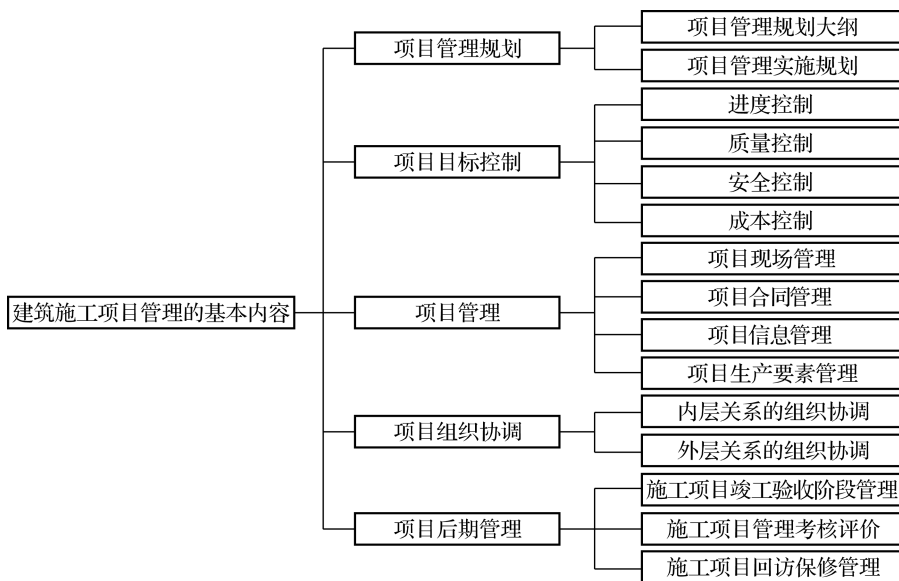 建筑施工项目管理的基本内容
项目管理规划
项目管理规划大纲
项目管理实施规划
项目目标控制
进度控制
质量控制
安全控制
成本控制
项目管理
项目现场管理
项目合同管理
项目信息管理
项目生产要素管理
项目组织协调
内层关系的组织协调
外层关系的组织协调
项目后期管理
施工项目竣工验收阶段管理
施工项目管理考核评价
施工项目回访保修管理